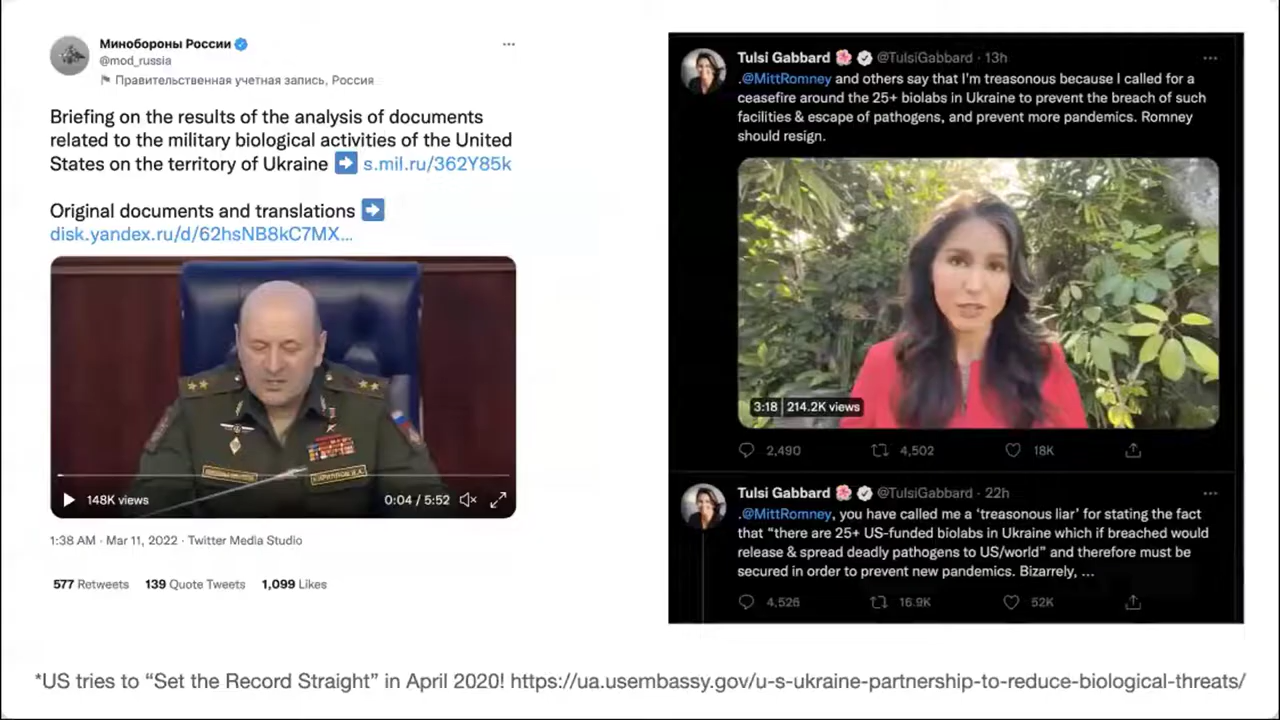 Минобороны России
@mod_russia
Правительственная учетная запись, Россия
Briefing on the results of the analysis of documents
related to the military biological activities of the United
States on the territory of Ukraine ➡️ s.mil.ru/362Y85k
Original documents and translations ➡️
disk.yandex.ru/d/62hsNB8kC7MX...
148K views
0:04 / 5:52
1:38 AM · Mar 11, 2022 · Twitter Media Studio
577 Retweets 139 Quote Tweets 1,099 Likes
Tulsi Gabbard 🌺 @TulsiGabbard · 13h
.@MittRomney and others say that I'm treasonous because I called for a
ceasefire around the 25+ biolabs in Ukraine to prevent the breach of such
facilities & escape of pathogens, and prevent more pandemics. Romney
should resign.
3:18 214.2K views
2,490 4,502 18K
Tulsi Gabbard 🌺 @TulsiGabbard · 22h
.@MittRomney, you have called me a ‘treasonous liar’ for stating the fact
that “there are 25+ US-funded biolabs in Ukraine which if breached would
release & spread deadly pathogens to US/world” and therefore must be
secured in order to prevent new pandemics. Bizarrely, ...
4,526 16.9K 52K
*US tries to “Set the Record Straight” in April 2020! https://ua.usembassy.gov/u-s-ukraine-partnership-to-reduce-biological-threats/